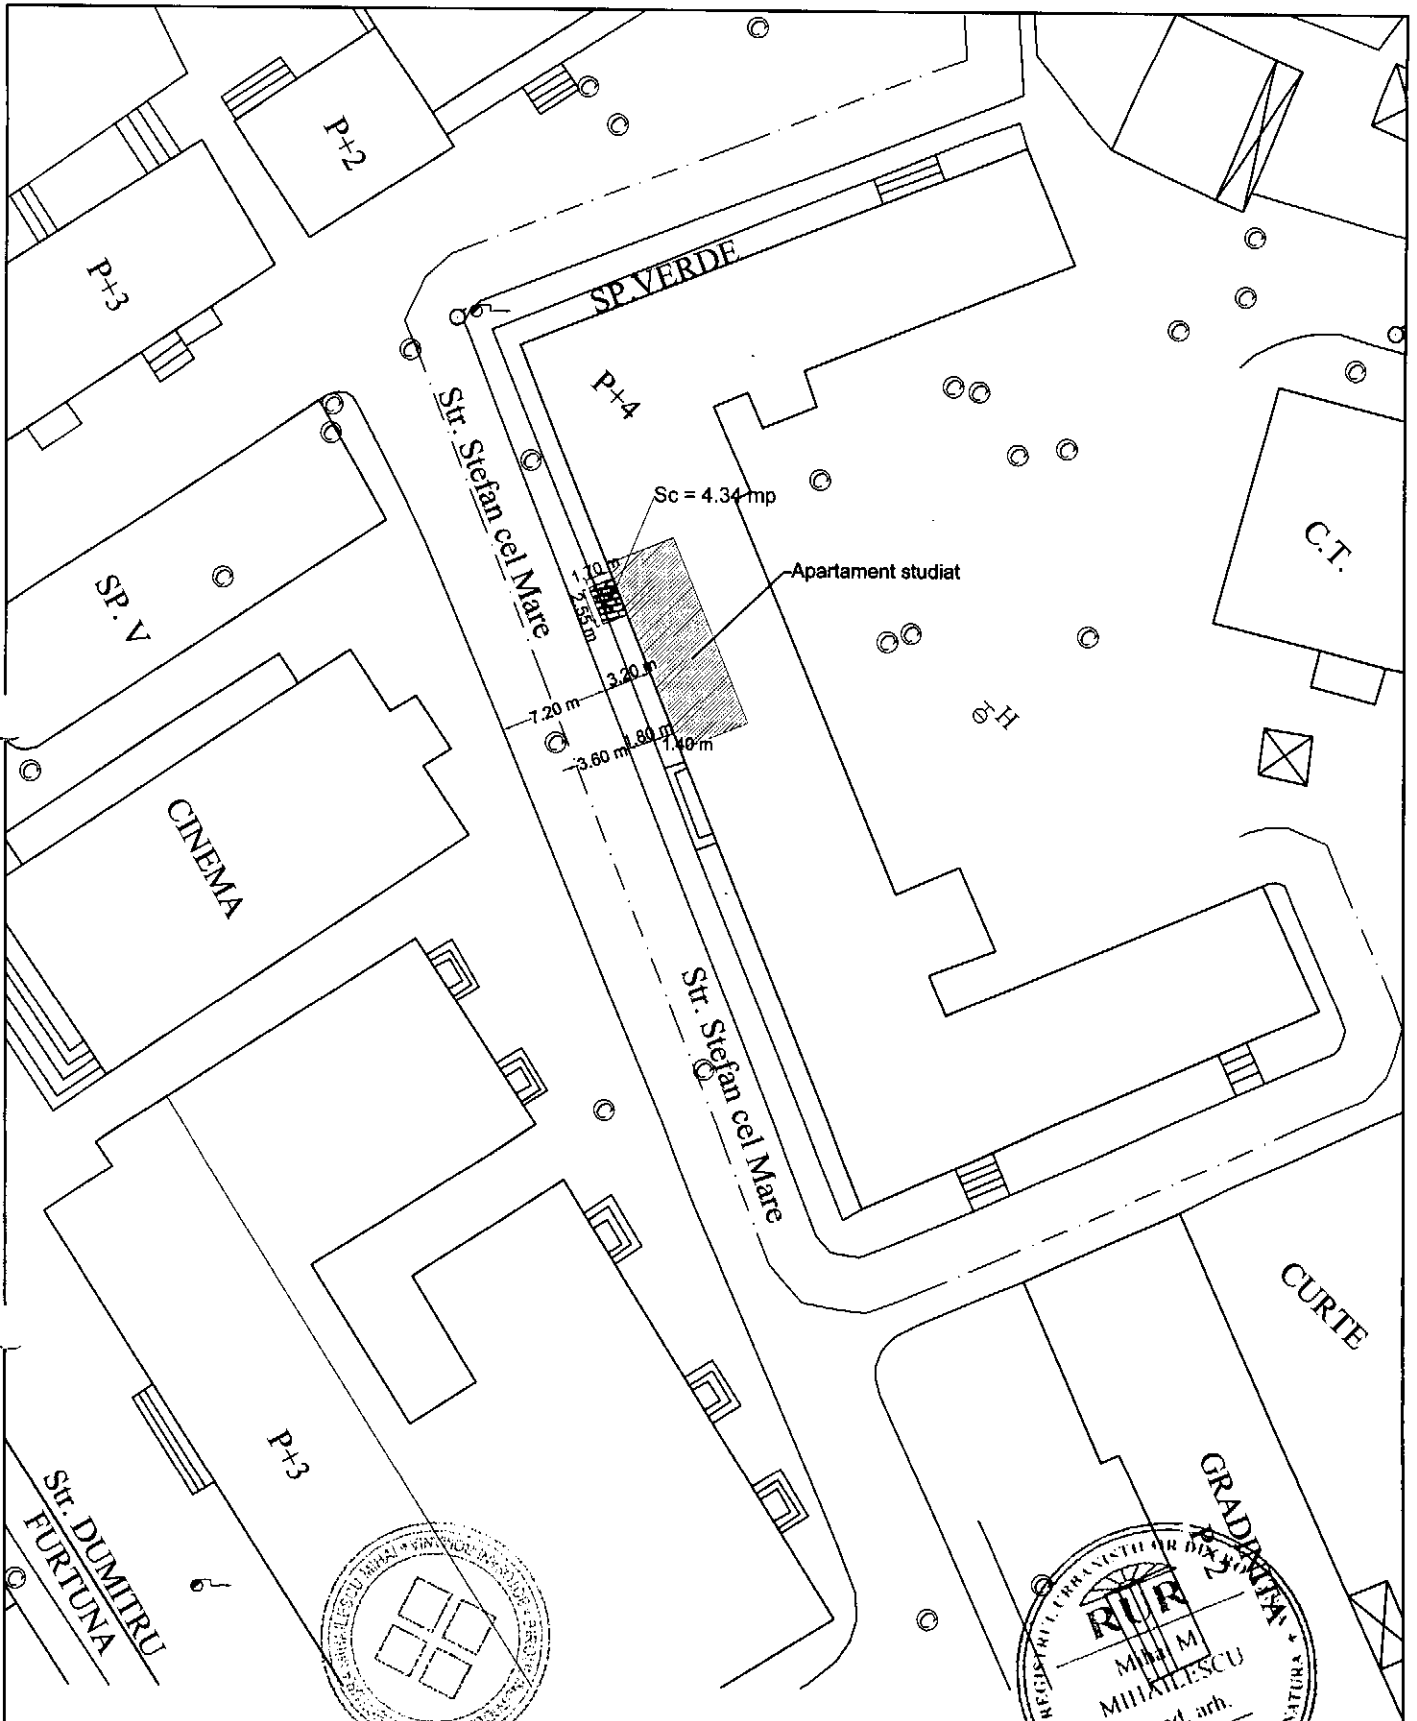 P+2
P+3
SP.VERDE
P+4
Str. Stefan cel Mare
Sc = 4.34 mp
Apartament studiat
C.T.
SP. V
1,70 m
2.55 m
3.20 m
7.20 m
1.80 m
1.40 m
3.60 m
H
CINEMA
Str. Stefan cel Mare
CURTE
P+3
GRADINITA
Str. DUMITRU
FURTUNA
RUR
MIHAILESCU
arh.